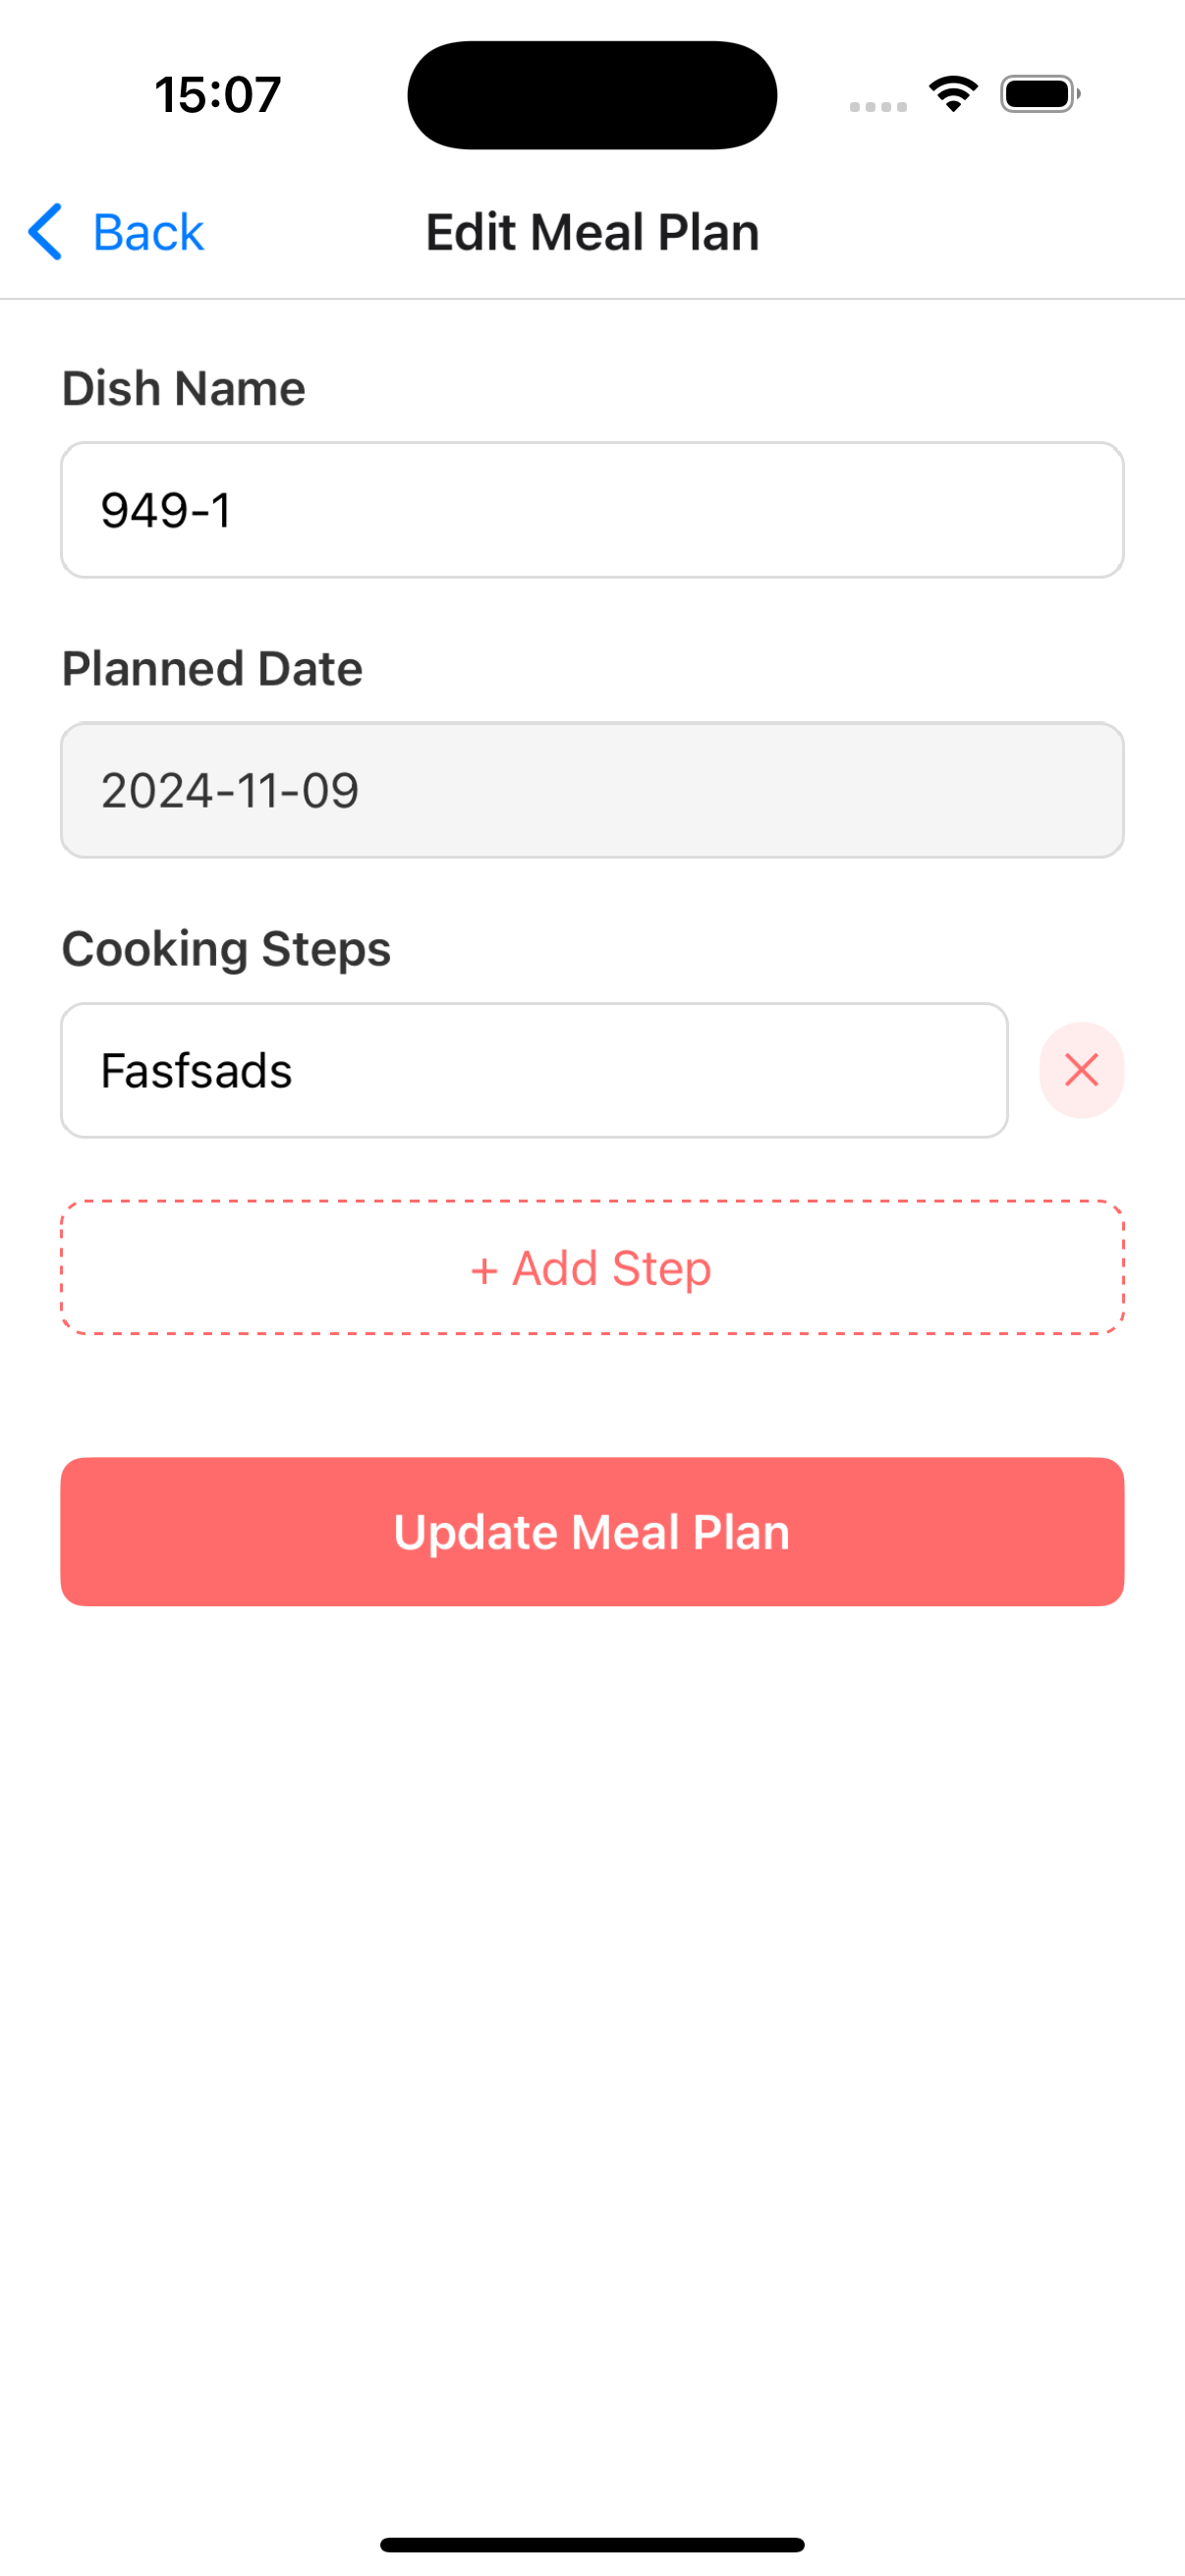 15:07
Back
Edit Meal Plan
Dish Name
949-1
Planned Date
2024-11-09
Cooking Steps
Fasfsads
+ Add Step
Update Meal Plan